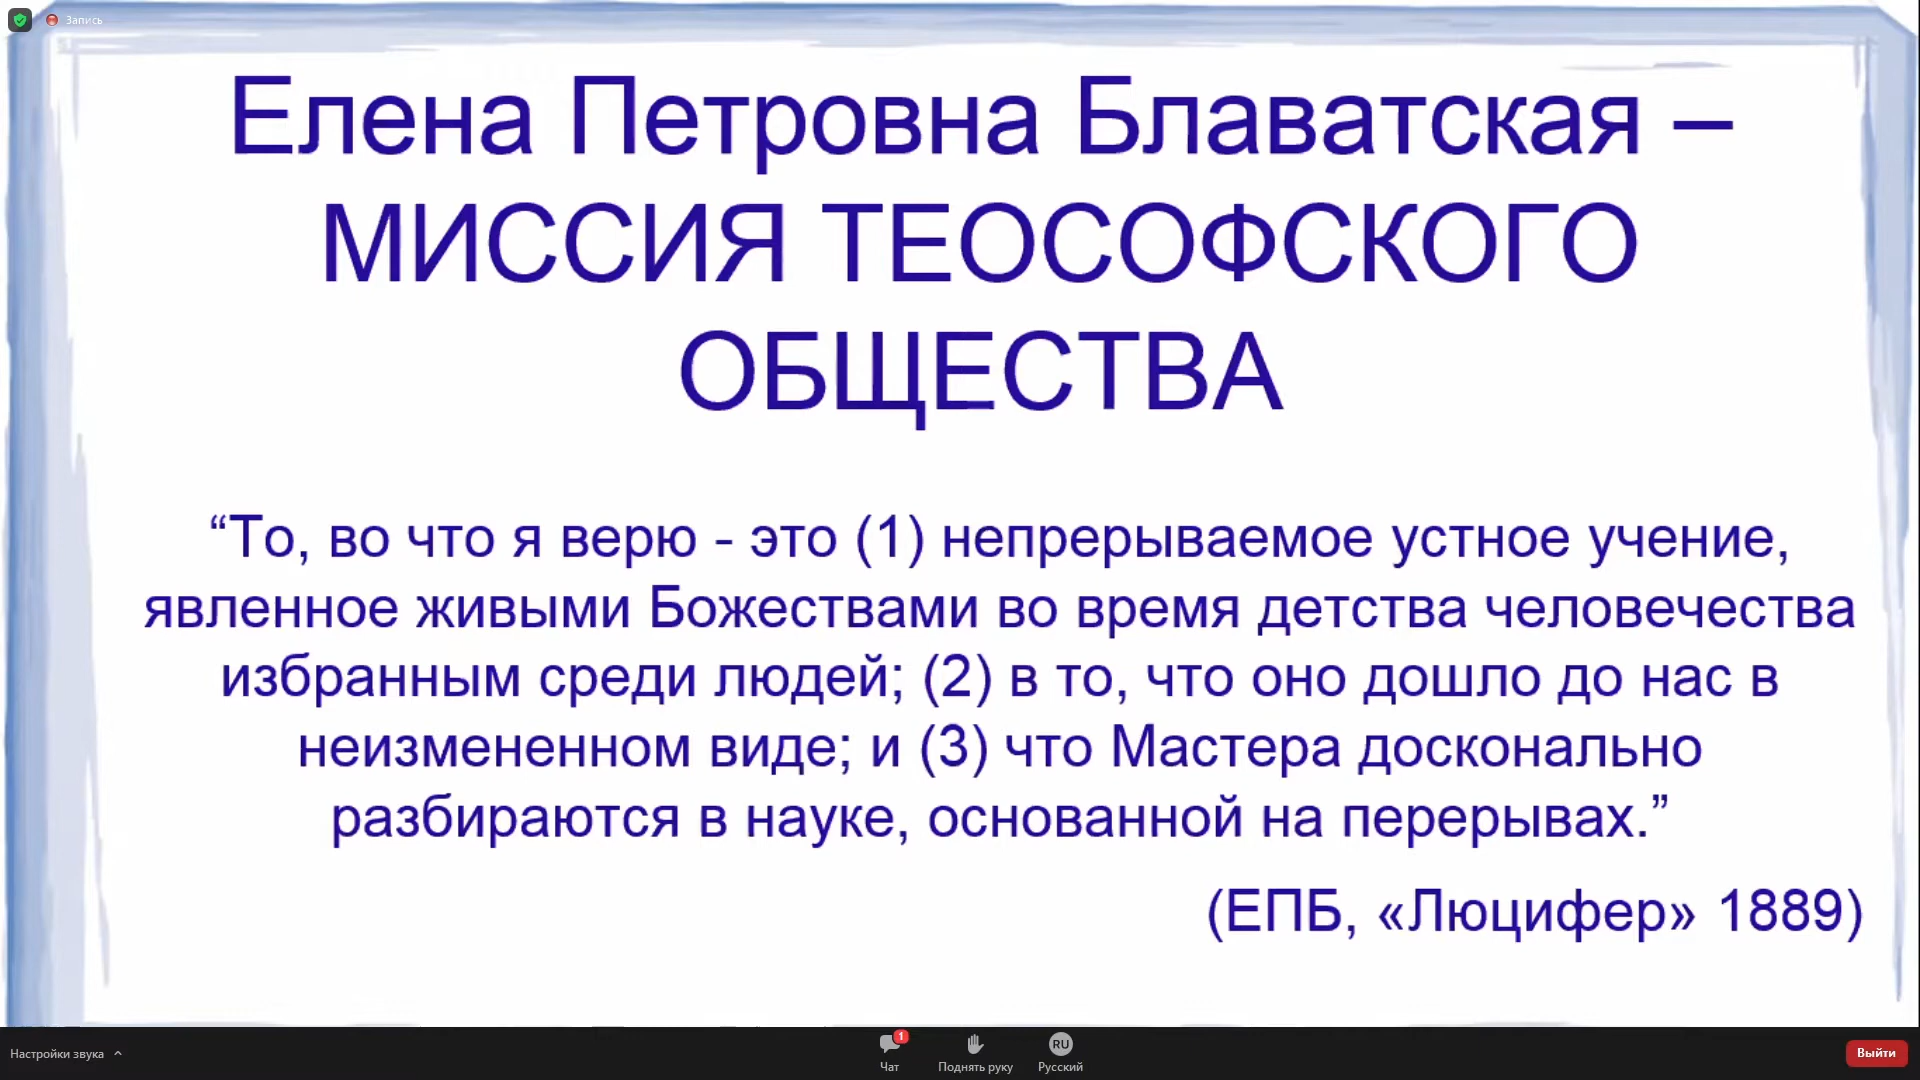 Запись
Елена Петровна Блаватская –
МИССИЯ ТЕОСОФСКОГО
ОБЩЕСТВА
“То, во что я верю - это (1) непрерываемое устное учение,
явленное живыми Божествами во время детства человечества
избранным среди людей; (2) в то, что оно дошло до нас в
неизмененном виде; и (3) что Мастера досконально
разбираются в науке, основанной на перерывах.”
(ЕПБ, «Люцифер» 1889)
Настройки звука
1
Чат
Поднять руку
RU
Русский
Выйти